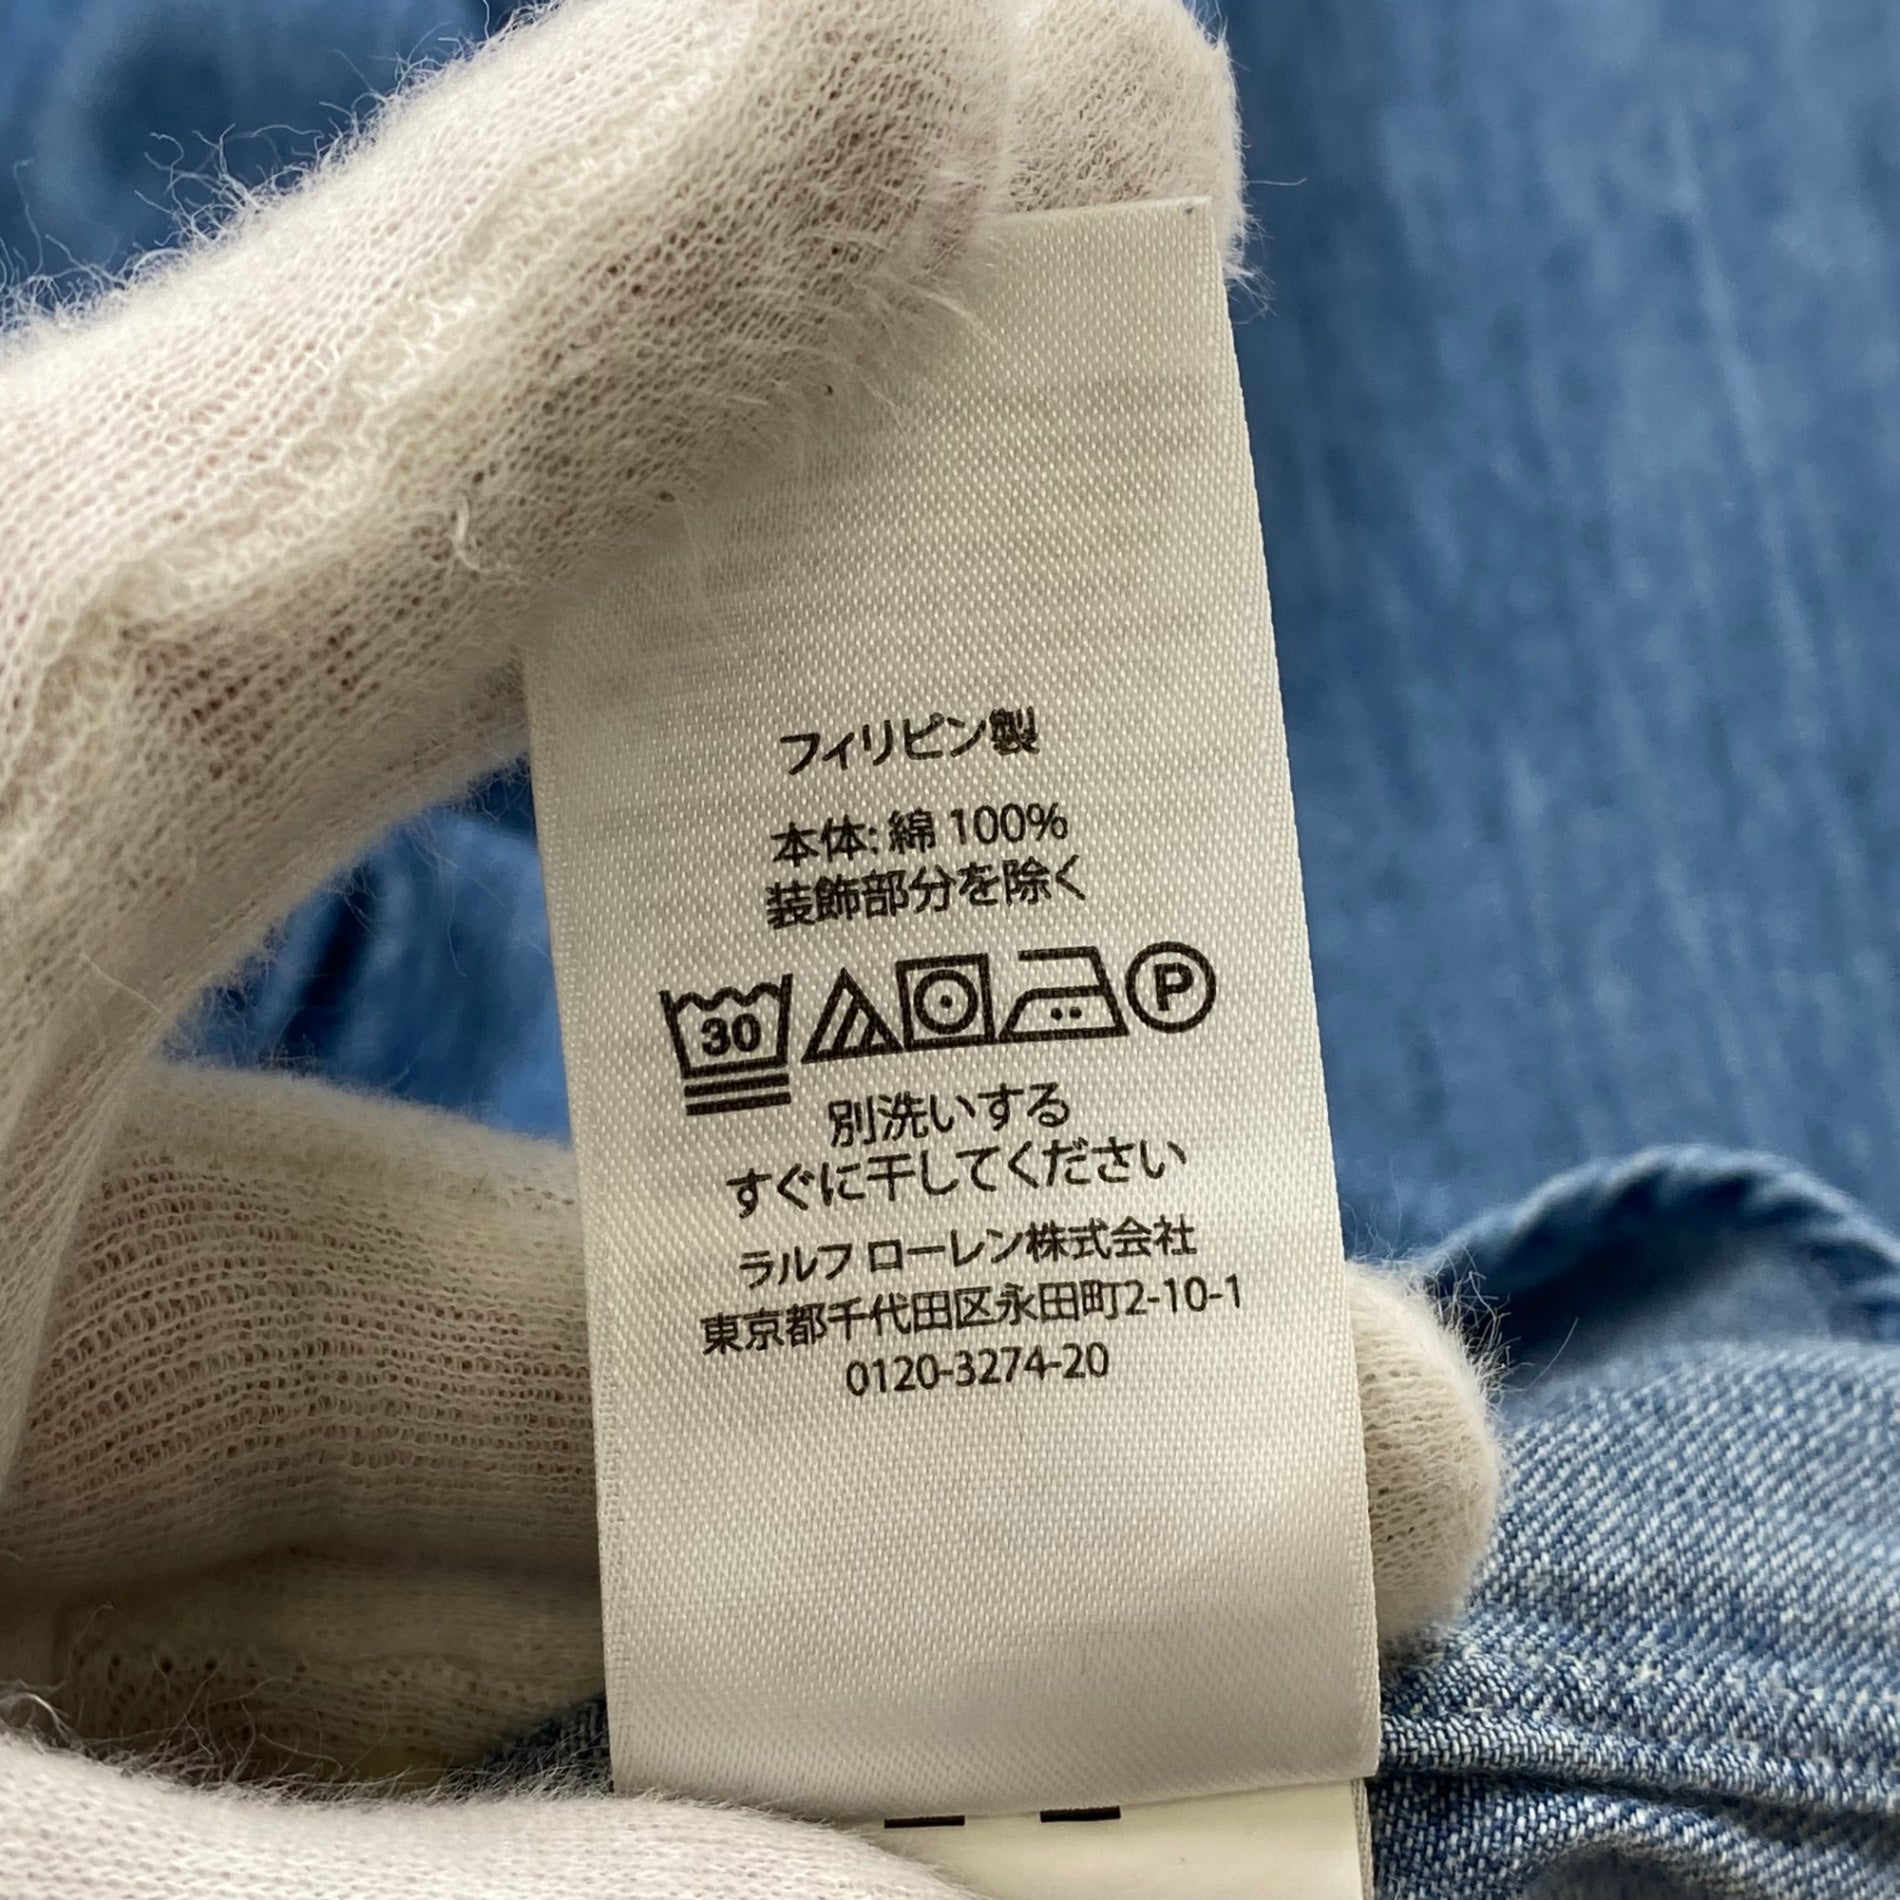 フィリピン製
本体: 綿 100%
装飾部分を除く
30 P
別洗いする
すぐに干してください
ラルフ ローレン株式会社
東京都千代田区永田町2-10-1
0120-3274-20